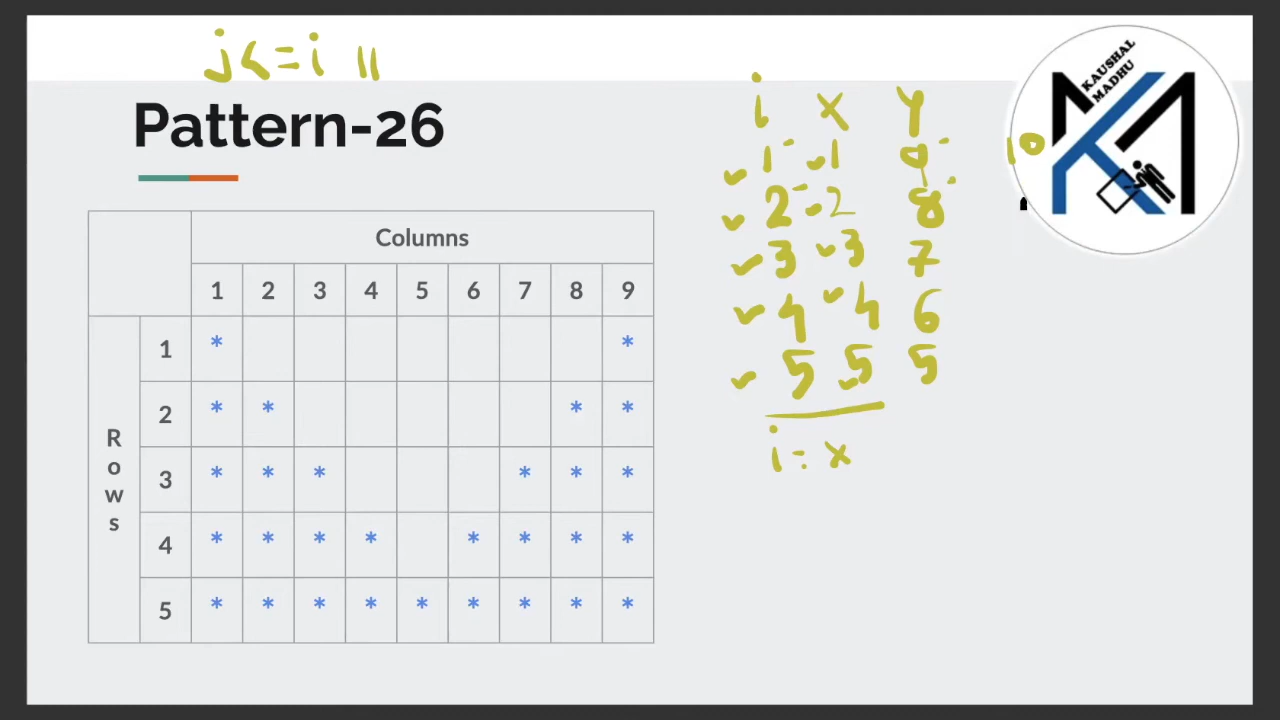 j<=i ||
Pattern-26
KAUSHAL
MADHU
i x y
1 1 9 10
2 2 8
3 3 7
4 4 6
5 5 5
i = x
Columns
1 2 3 4 5 6 7 8 9
Rows
1 * *
2 * * * *
3 * * * * * *
4 * * * * * * * *
5 * * * * * * * * *